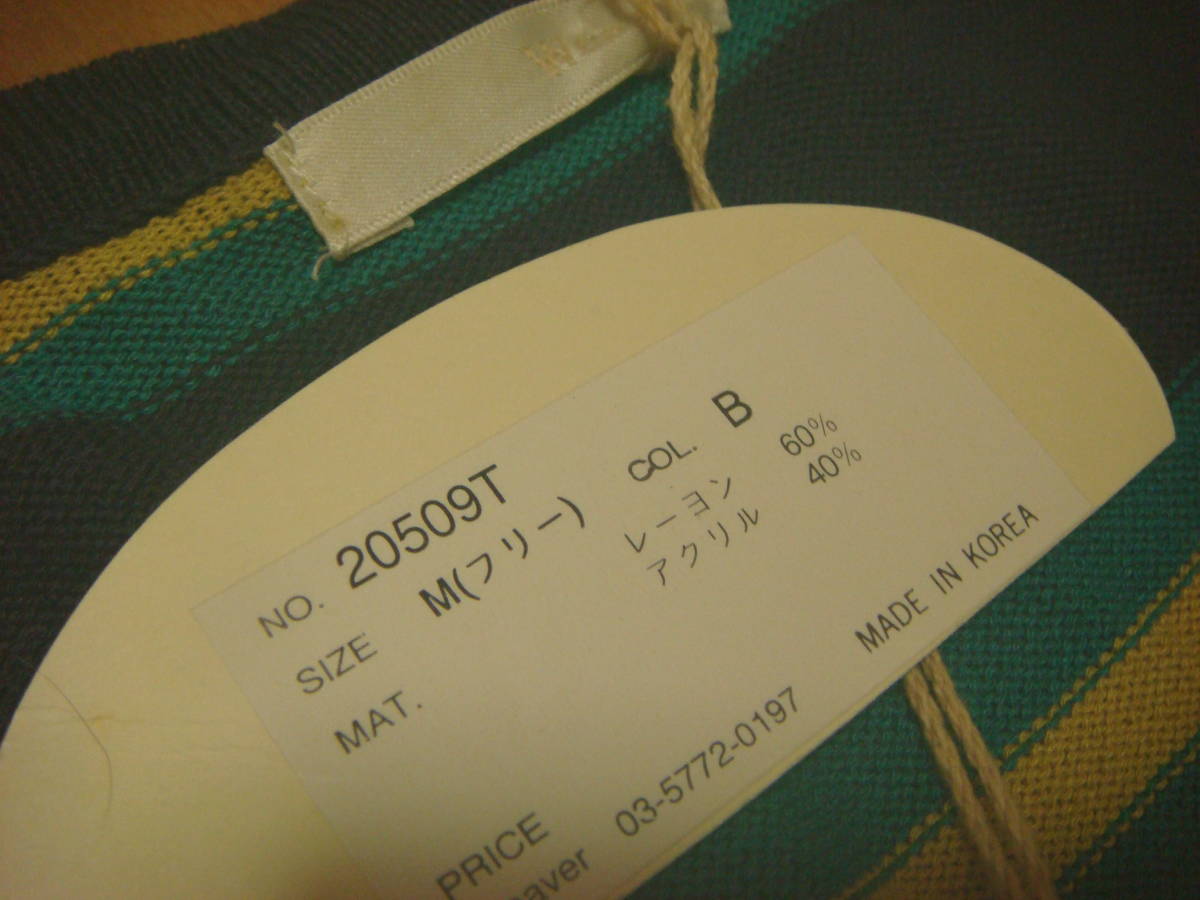 NO. 20509T COL. B
SIZE M(フリー) レーヨン 60%
MAT. アクリル 40%
MADE IN KOREA
PRICE
03-5772-0197